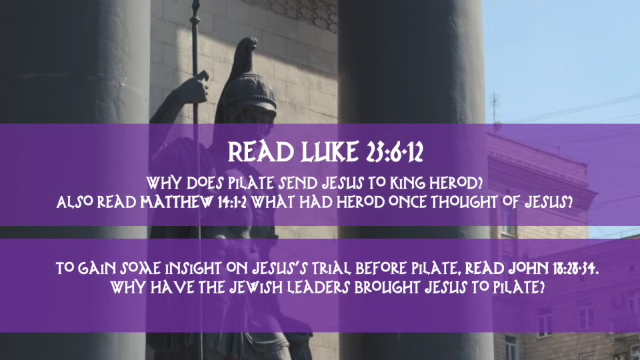 READ LUKE 23:6-12
WHY DOES PILATE SEND JESUS TO KING HEROD?
ALSO READ MATTHEW 14:1-2 WHAT HAD HEROD ONCE THOUGHT OF JESUS?
TO GAIN SOME INSIGHT ON JESUS'S TRIAL BEFORE PILATE, READ JOHN 18:28-34.
WHY HAVE THE JEWISH LEADERS BROUGHT JESUS TO PILATE?